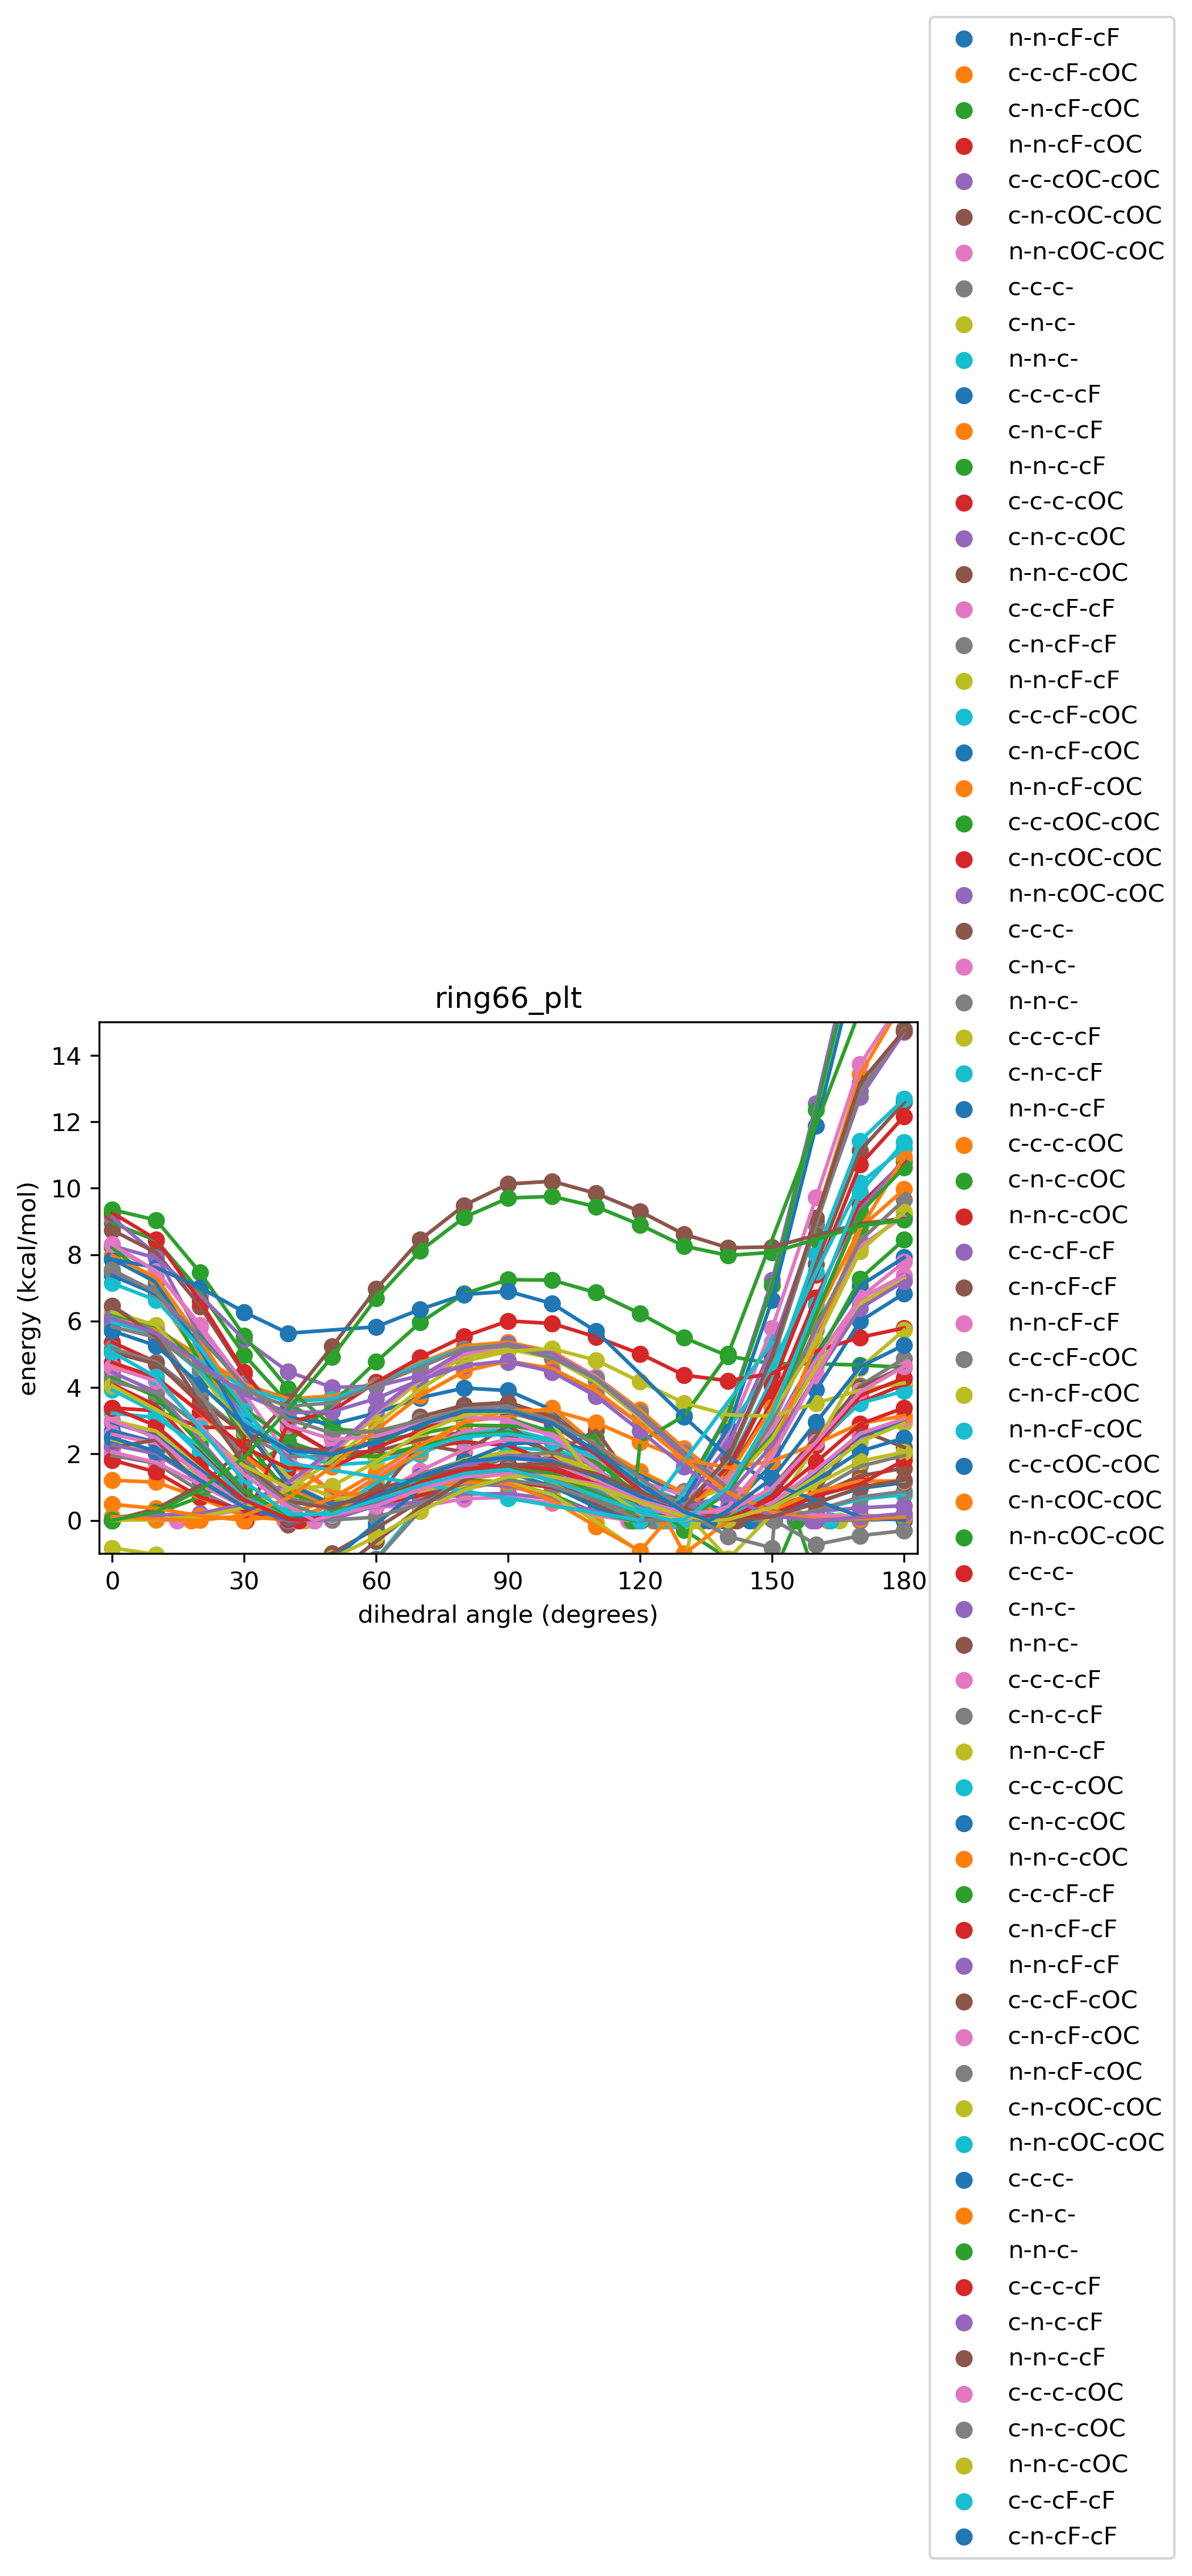 ring66_plt
energy (kcal/mol)
14
12
10
8
6
4
2
0
0 30 60 90 120 150 180
dihedral angle (degrees)
n-n-cF-cF
c-c-cF-cOC
c-n-cF-cOC
n-n-cF-cOC
c-c-cOC-cOC
c-n-cOC-cOC
n-n-cOC-cOC
c-c-c-
c-n-c-
n-n-c-
c-c-c-cF
c-n-c-cF
n-n-c-cF
c-c-c-cOC
c-n-c-cOC
n-n-c-cOC
c-c-cF-cF
c-n-cF-cF
n-n-cF-cF
c-c-cF-cOC
c-n-cF-cOC
n-n-cF-cOC
c-c-cOC-cOC
c-n-cOC-cOC
n-n-cOC-cOC
c-c-c-
c-n-c-
n-n-c-
c-c-c-cF
c-n-c-cF
n-n-c-cF
c-c-c-cOC
c-n-c-cOC
n-n-c-cOC
c-c-cF-cF
c-n-cF-cF
n-n-cF-cF
c-c-cF-cOC
c-n-cF-cOC
n-n-cF-cOC
c-c-cOC-cOC
c-n-cOC-cOC
n-n-cOC-cOC
c-c-c-
c-n-c-
n-n-c-
c-c-c-cF
c-n-c-cF
n-n-c-cF
c-c-c-cOC
c-n-c-cOC
n-n-c-cOC
c-c-cF-cF
c-n-cF-cF
n-n-cF-cF
c-c-cF-cOC
c-n-cF-cOC
n-n-cF-cOC
c-n-cOC-cOC
n-n-cOC-cOC
c-c-c-
c-n-c-
n-n-c-
c-c-c-cF
c-n-c-cF
n-n-c-cF
c-c-c-cOC
c-n-c-cOC
n-n-c-cOC
c-c-cF-cF
c-n-cF-cF